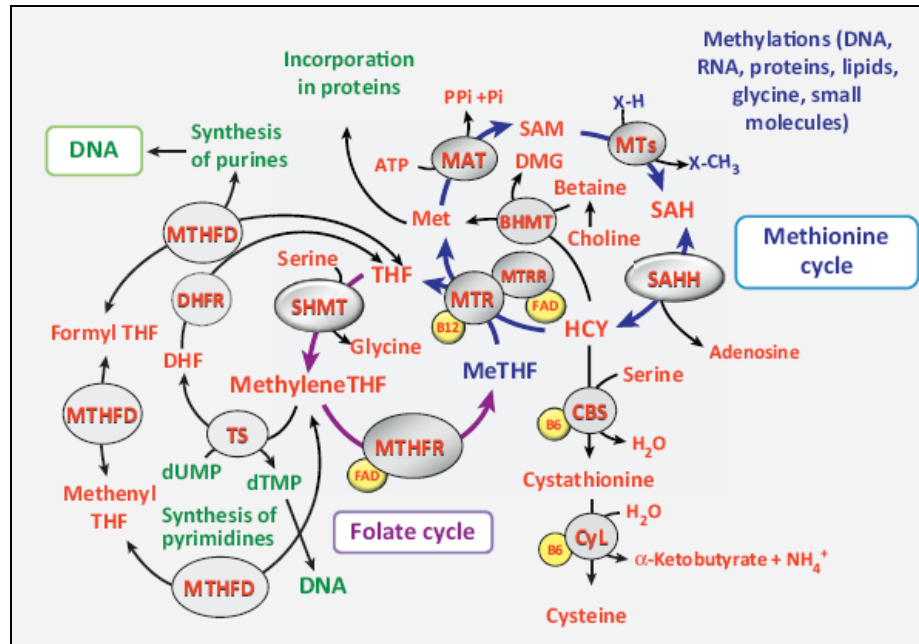 Incorporation
in proteins
Methylations (DNA,
RNA, proteins, lipids,
glycine, small
molecules)
PPi +Pi
SAM
X-H
MTs
X-CH₃
DNA
Synthesis
of purines
ATP
MAT
DMG
Betaine
SAH
Met
BHMT
Choline
Methionine
cycle
MTHFD
Serine
THF
MTRR
SAHH
DHFR
SHMT
MTR
FAD
B12
HCY
Formyl THF
DHF
Glycine
Adenosine
MethyleneTHF
MeTHF
Serine
MTHFD
TS
MTHFR
B6
CBS
H₂O
dUMP
dTMP
FAD
Cystathionine
Methenyl
THF
Synthesis of
pyrimidines
Folate cycle
H₂O
B6
CyL
α-Ketobutyrate + NH₄⁺
MTHFD
DNA
Cysteine